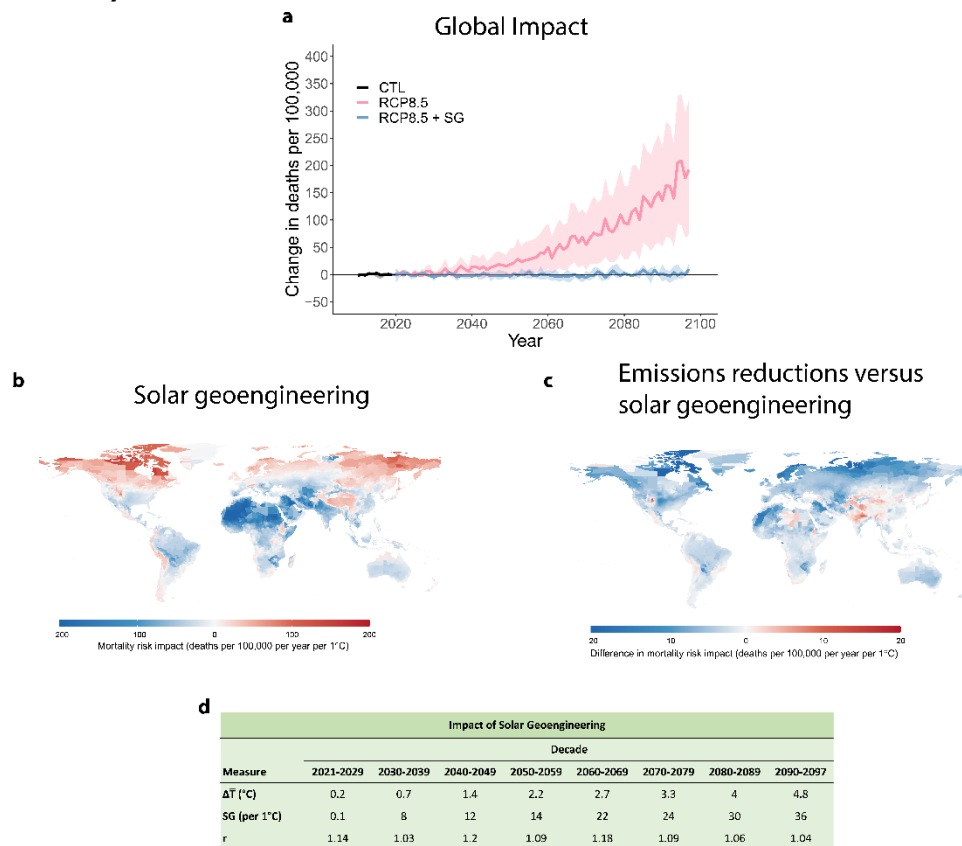 a
Global Impact
400
350
300
250
200
150
100
50
0
−50
Change in deaths per 100,000
CTL
RCP8.5
RCP8.5 + SG
2020
2040
2060
2080
2100
Year
b
Solar geoengineering
200
100
0
100
200
Mortality risk impact (deaths per 100,000 per year per 1°C)
c
Emissions reductions versus
solar geoengineering
20
10
0
10
20
Difference in mortality risk impact (deaths per 100,000 per year per 1°C)
d
Impact of Solar Geoengineering
Decade
Measure 2021-2029 2030-2039 2040-2049 2050-2059 2060-2069 2070-2079 2080-2089 2090-2097
ΔT̅ (°C) 0.2 0.7 1.4 2.2 2.7 3.3 4 4.8
SG (per 1°C) 0.1 8 12 14 22 24 30 36
r 1.14 1.03 1.2 1.09 1.18 1.09 1.06 1.04